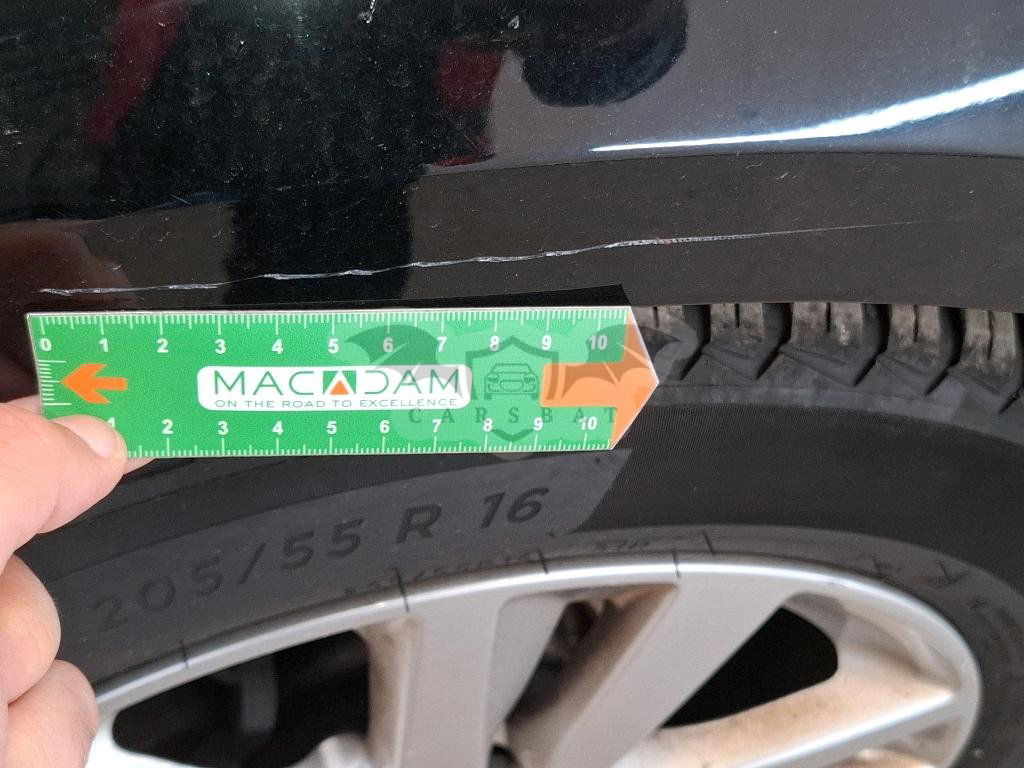 0 1 2 3 4 5 6 7 8 9 10
MACADAM
ON THE ROAD TO EXCELLENCE
CARSBAT
1 2 3 4 5 6 7 8 9 10
205/55 R 16